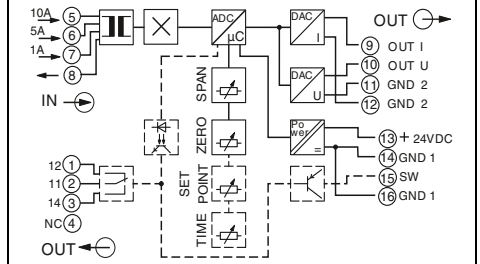 10A 5
5A 6
1A 7
8
IN
ADC
µC
DAC
I
DAC
U
Po
wer
=
OUT
9 OUT I
10 OUT U
11 GND 2
12 GND 2
13 + 24VDC
14 GND 1
15 SW
16 GND 1
SPAN
ZERO
SET
POINT
TIME
12 1
11 2
14 3
NC 4
OUT